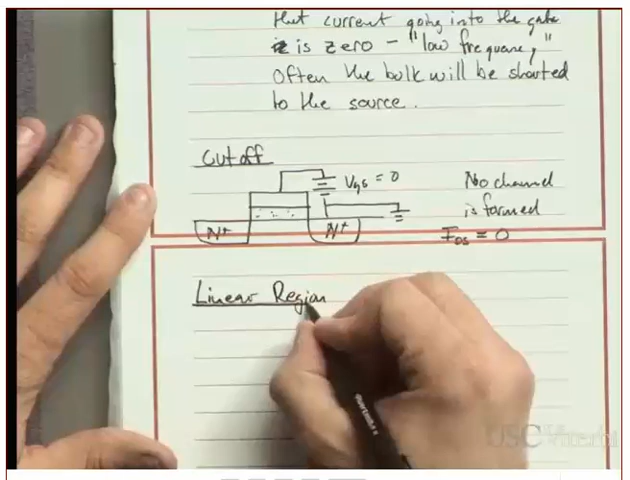 that current going into the gate
is zero - "low frequency"
Often the bulk will be shorted
to the source.
Cutoff
Vgs = 0
No channel
is formed
N+ N+ IDS = 0
Linear Region
USC Viterbi